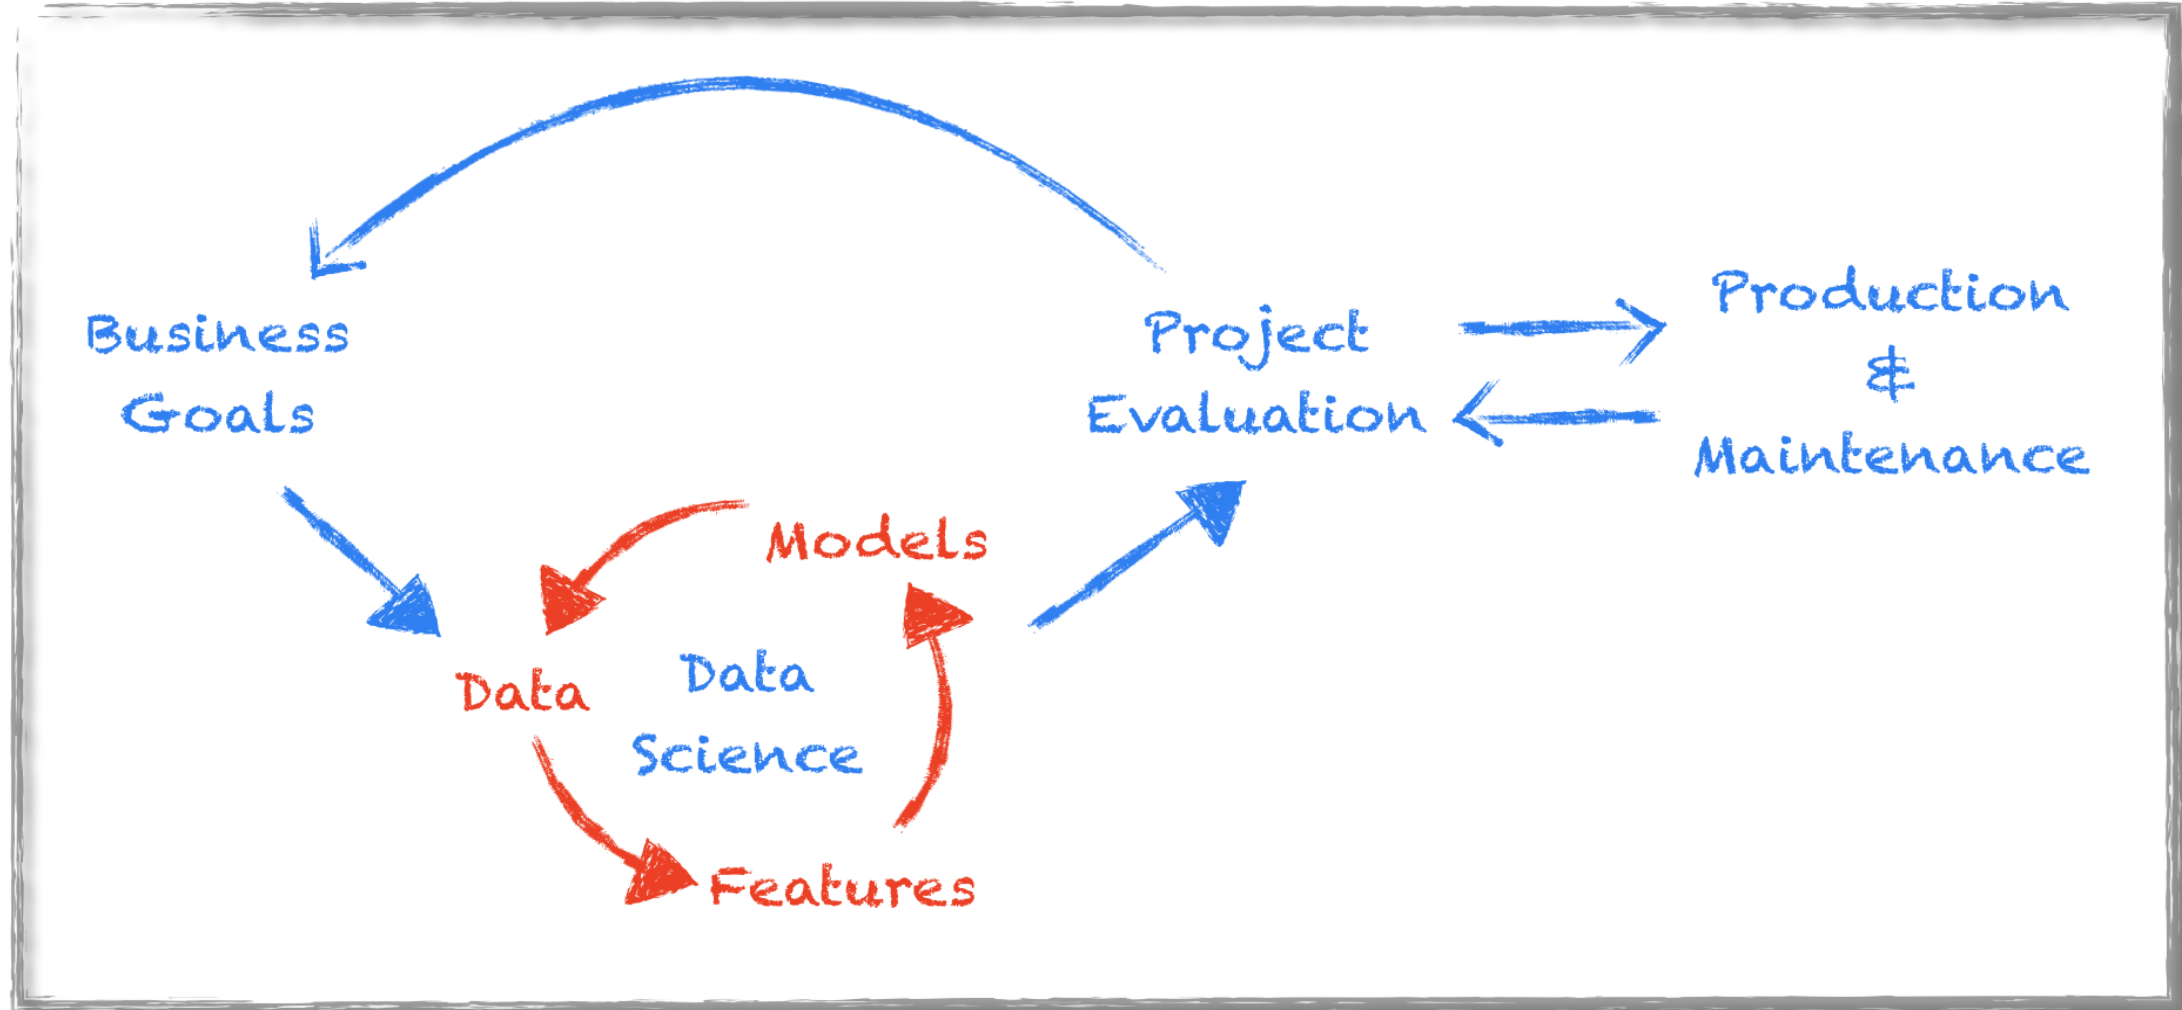 Business
Goals
Project
Evaluation
Production
&
Maintenance
Models
Data
Data
Science
Features